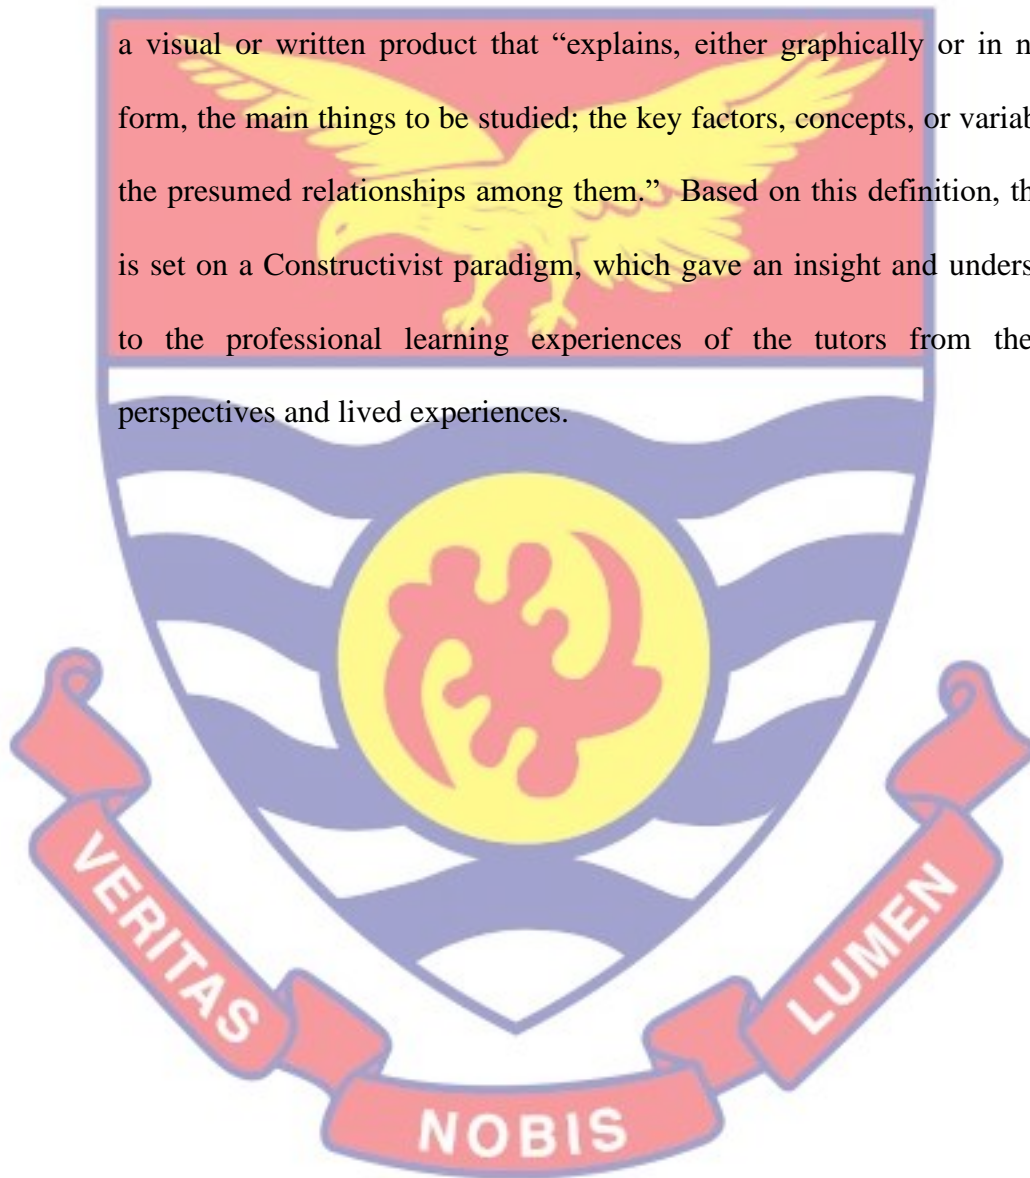 a visual or written product that “explains, either graphically or in n
form, the main things to be studied; the key factors, concepts, or variab
the presumed relationships among them.” Based on this definition, th
is set on a Constructivist paradigm, which gave an insight and unders
to the professional learning experiences of the tutors from the
perspectives and lived experiences.
VERITAS
NOBIS
LUMEN